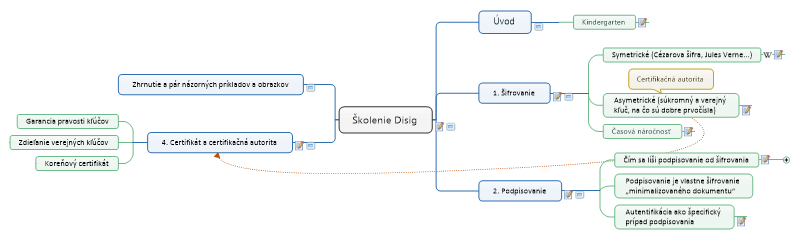 Školenie Disig
Úvod
Kindergarten
1. Šifrovanie
Symetrické (Cézarova šifra, Jules Verne...)
W
Certifikačná autorita
Asymetrické (súkromný a verejný
kľuč, na čo sú dobre prvočísla)
Časová náročnosť
2. Podpisovanie
Čím sa líši podpisovanie od šifrovania
Podpisovanie je vlastne šifrovanie
„minimalizovaného dokumentu“
Autentifikácia ako špecifický
prípad podpisovania
Zhrnutie a pár názorných príkladov a obrazkov
4. Certifikát a certifikačná autorita
Garancia pravosti kľúčov
Zdieľanie verejných kľúčov
Koreňový certifikát